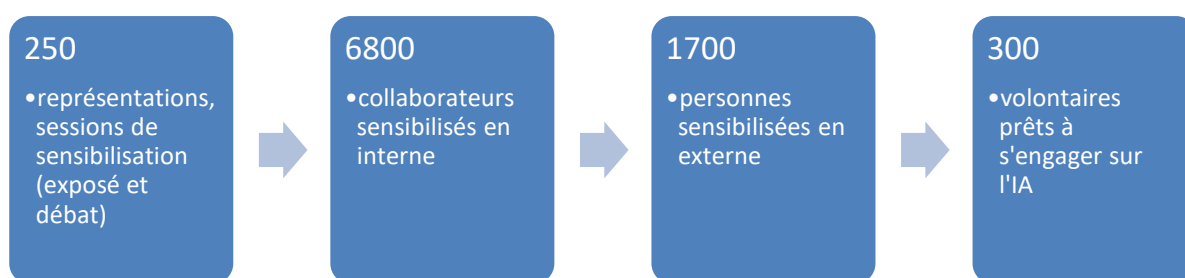 250
•représentations,
sessions de
sensibilisation
(exposé et
débat)
6800
•collaborateurs
sensibilisés en
interne
1700
•personnes
sensibilisées en
externe
300
•volontaires
prêts à
s'engager sur
l'IA